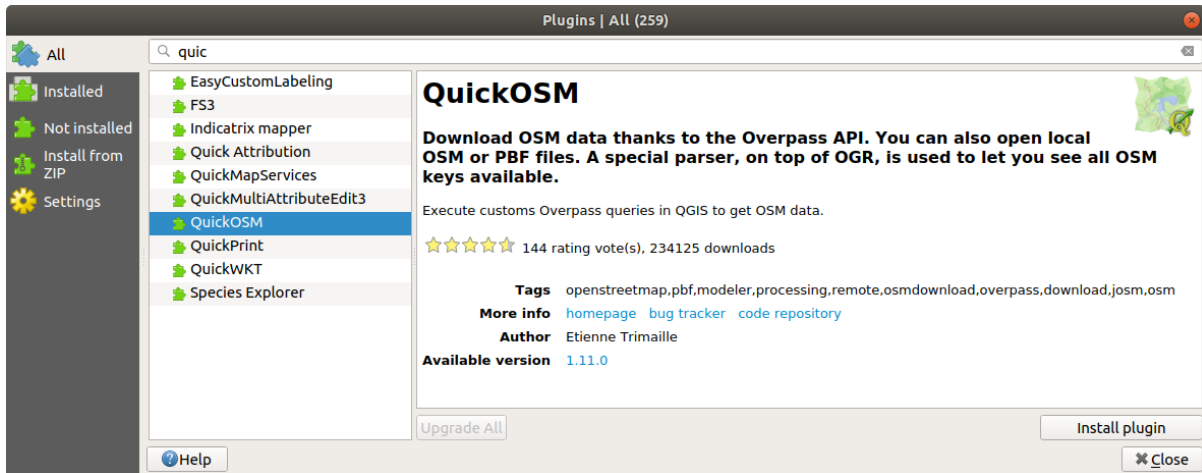 Plugins | All (259)
All
Installed
Not installed
Install from
ZIP
Settings
quic
EasyCustomLabeling
FS3
Indicatrix mapper
Quick Attribution
QuickMapServices
QuickMultiAttributeEdit3
QuickOSM
QuickPrint
QuickWKT
Species Explorer
QuickOSM
Download OSM data thanks to the Overpass API. You can also open local
OSM or PBF files. A special parser, on top of OGR, is used to let you see all OSM
keys available.
Execute customs Overpass queries in QGIS to get OSM data.
144 rating vote(s), 234125 downloads
Tags openstreetmap,pbf,modeler,processing,remote,osmdownload,overpass,download,josm,osm
More info homepage bug tracker code repository
Author Etienne Trimaille
Available version 1.11.0
Upgrade All
Install plugin
Help
Close